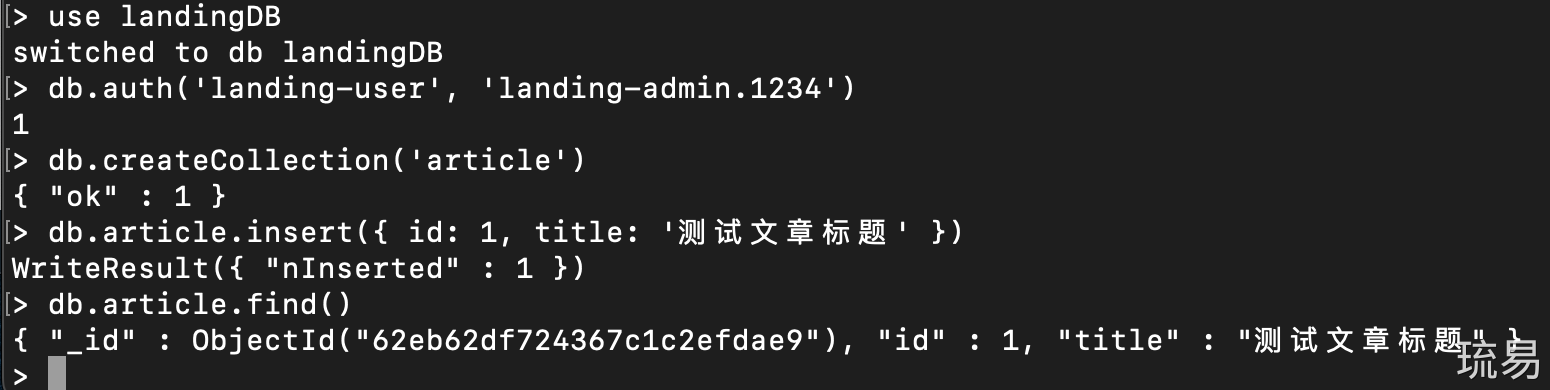 > use landingDB
switched to db landingDB
> db.auth('landing-user', 'landing-admin.1234')
1
> db.createCollection('article')
{ "ok" : 1 }
> db.article.insert({ id: 1, title: '测试文章标题' })
WriteResult({ "nInserted" : 1 })
> db.article.find()
{ "_id" : ObjectId("62eb62df724367c1c2efdae9"), "id" : 1, "title" : "测试文章标题" }
>
琉易